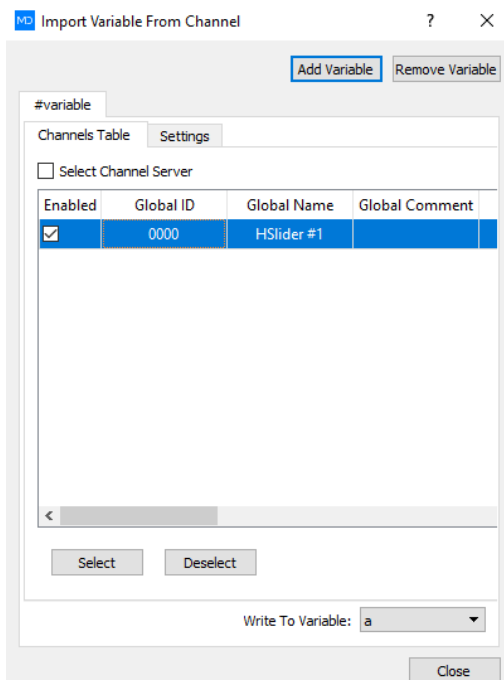 MD Import Variable From Channel ?
Add Variable Remove Variable
#variable
Channels Table Settings
Select Channel Server
Enabled Global ID Global Name Global Comment
0000 HSlider #1
Select Deselect
Write To Variable: a
Close